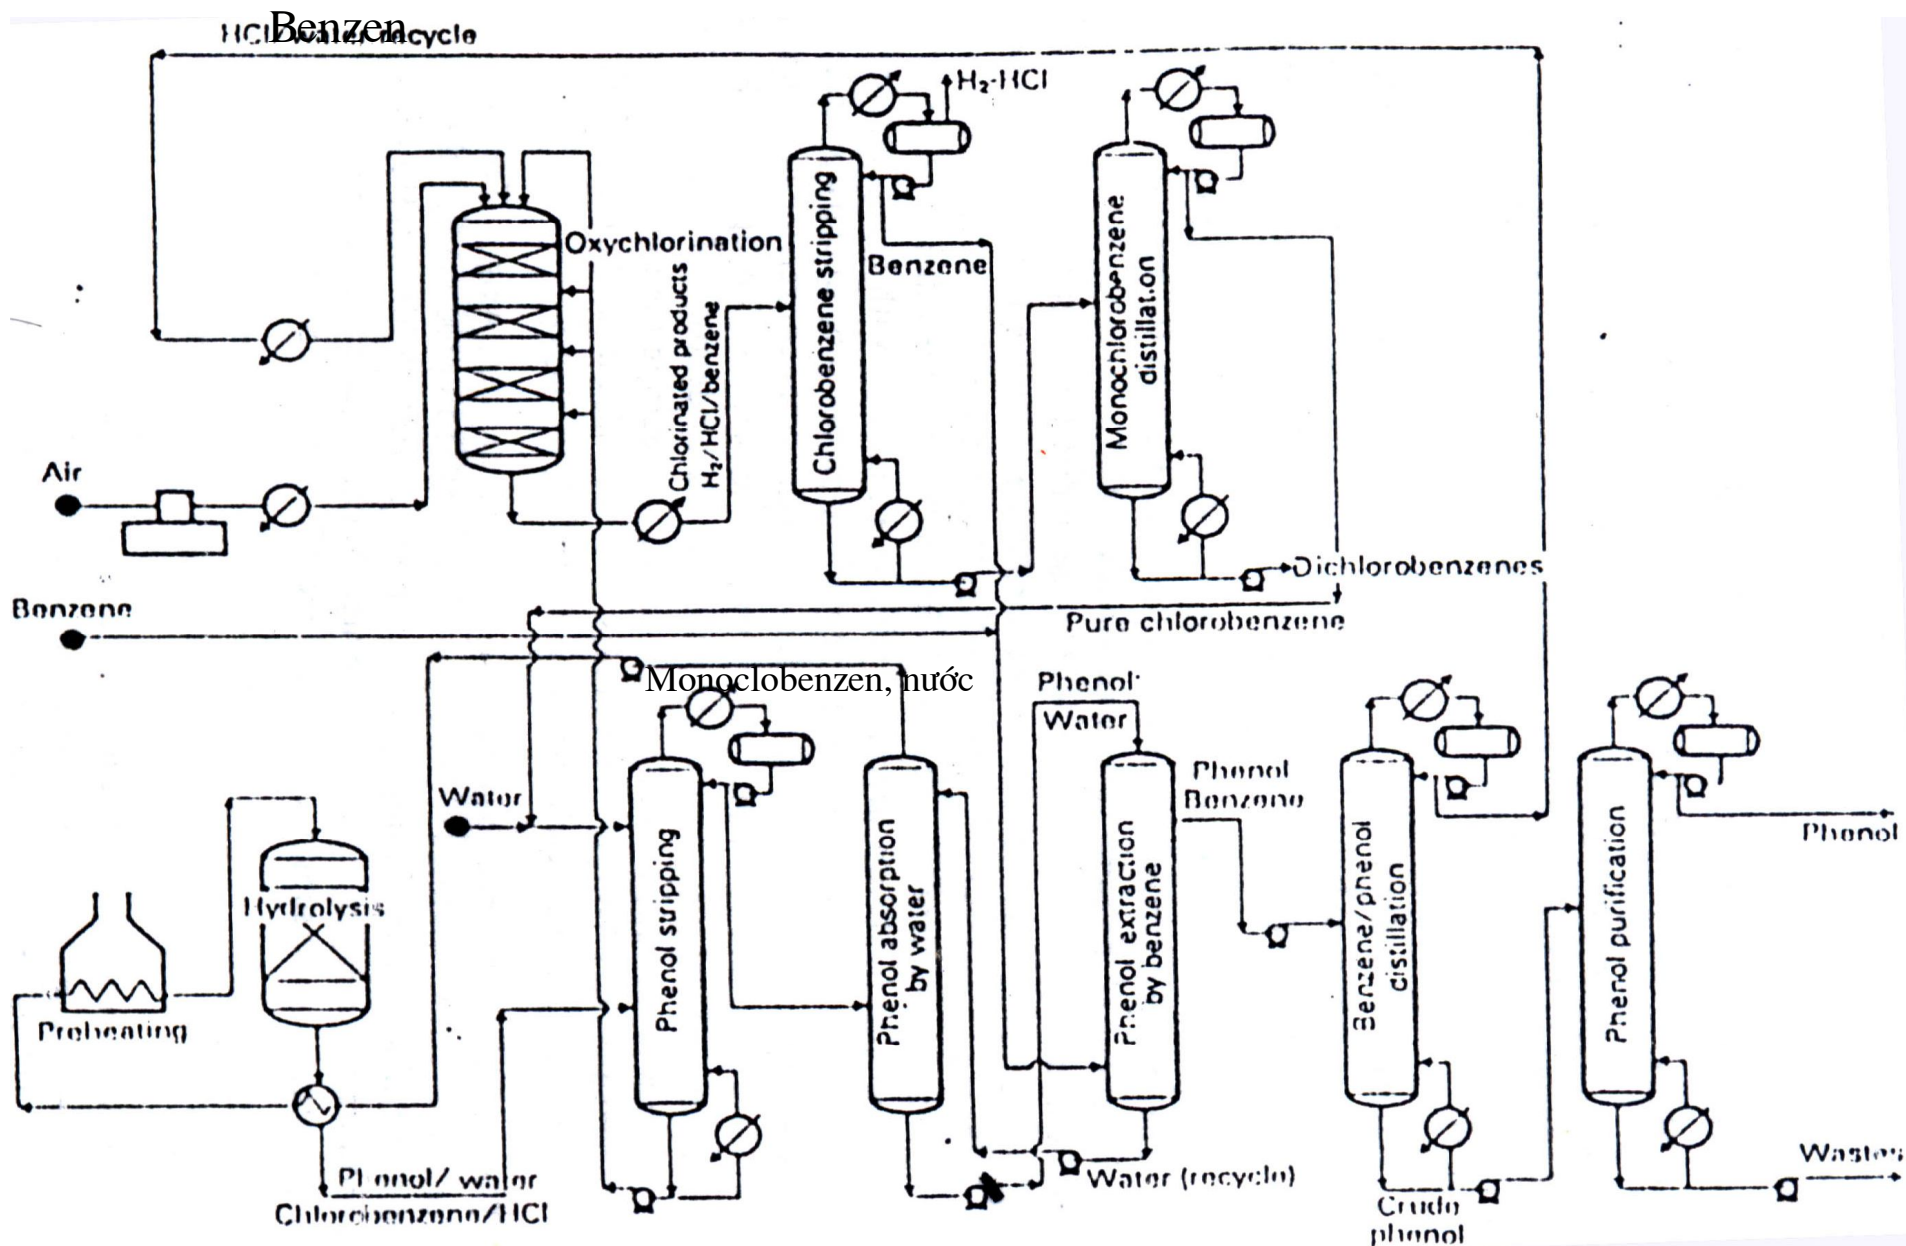 Benzen
HCl/water recycle
H₂-HCl
Oxychlorination
Chlorinated products
H₂/HCl/benzene
Chlorobenzene stripping
Benzene
Monochlorobenzene
distillation
Air
Dichlorobenzenes
Benzene
Pure chlorobenzene
Monoclobenzen, nước
Phenol
Water
Water
Phenol
Benzene
Phenol stripping
Phenol absorption
by water
Phenol extraction
by benzene
Benzene/phenol
distillation
Phenol purification
Phenol
Hydrolysis
Preheating
Phenol/water
Chlorobenzene/HCl
Water (recycle)
Crude
phenol
Wastes